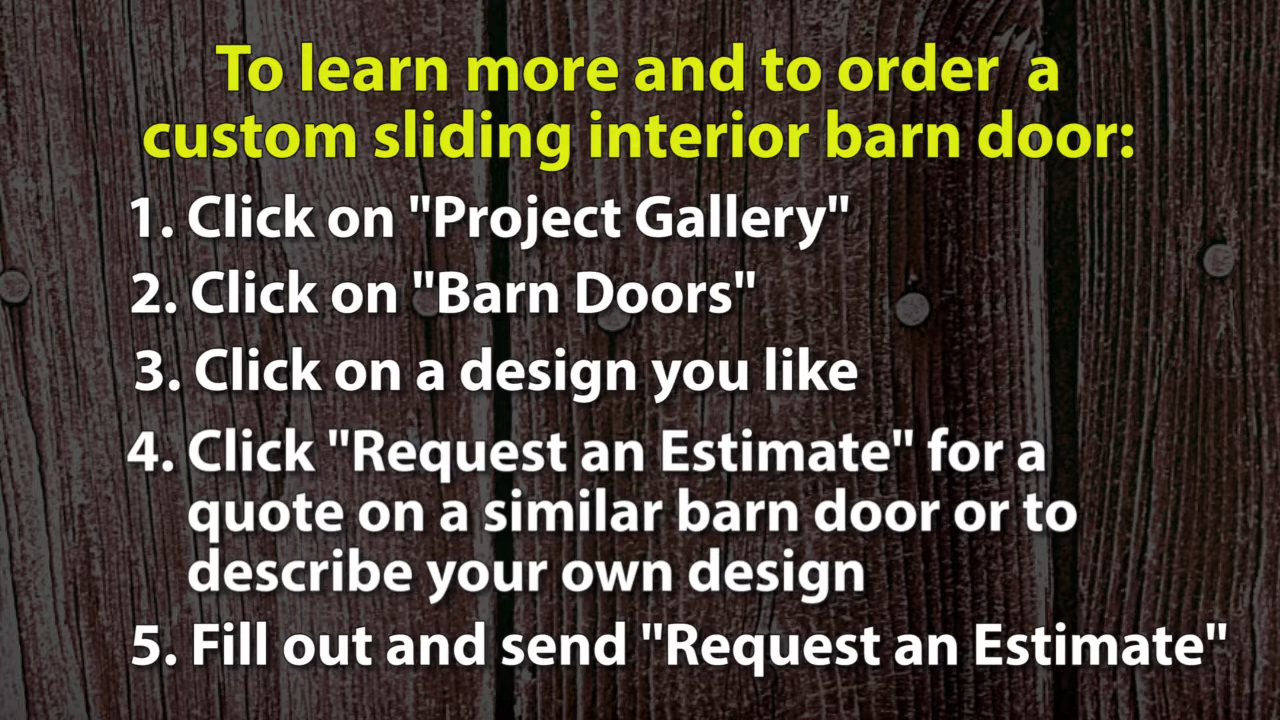 To learn more and to order  a
custom sliding interior barn door:
1. Click on "Project Gallery"
2. Click on "Barn Doors"
3. Click on a design you like
4. Click "Request an Estimate" for a
quote on a similar barn door or to
describe your own design
5. Fill out and send "Request an Estimate"